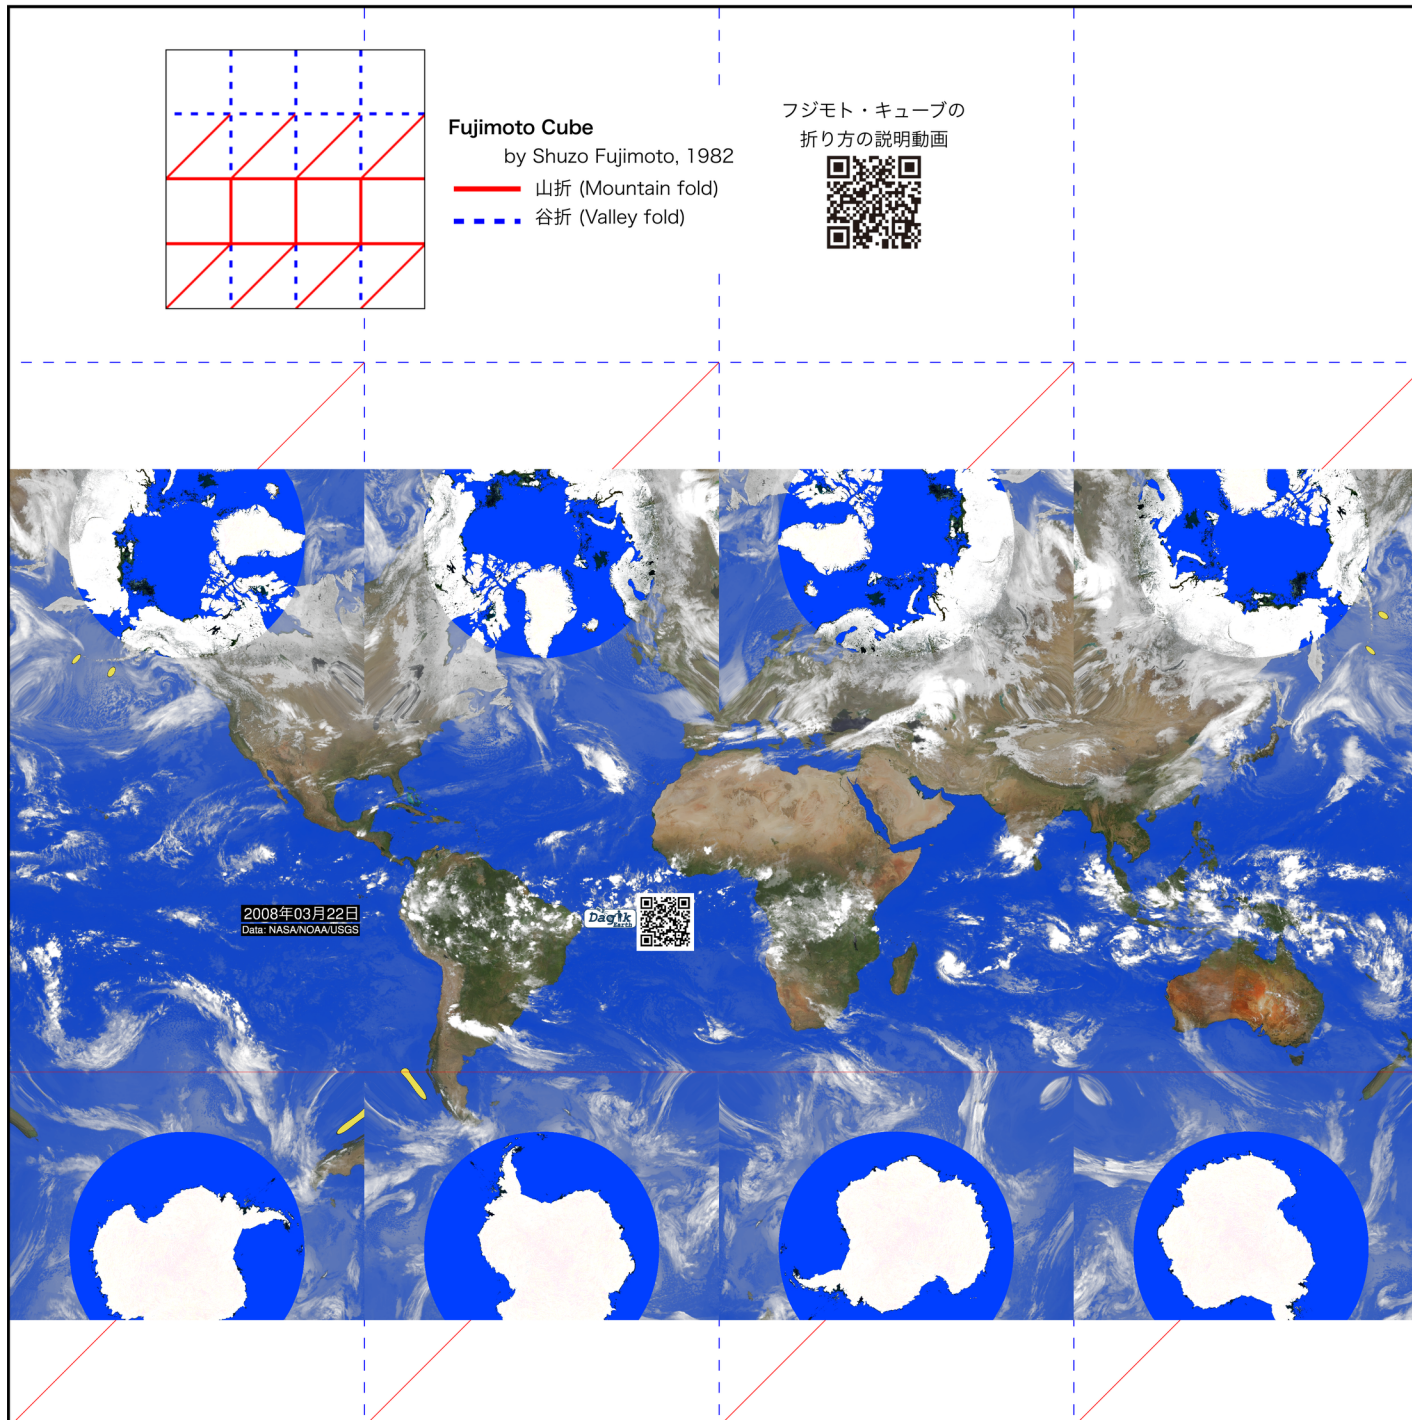 Fujimoto Cube
by Shuzo Fujimoto, 1982
山折 (Mountain fold)
谷折 (Valley fold)
フジモト・キューブの
折り方の説明動画
2008年03月22日
Data: NASA/NOAA/USGS
Dagik
Earth